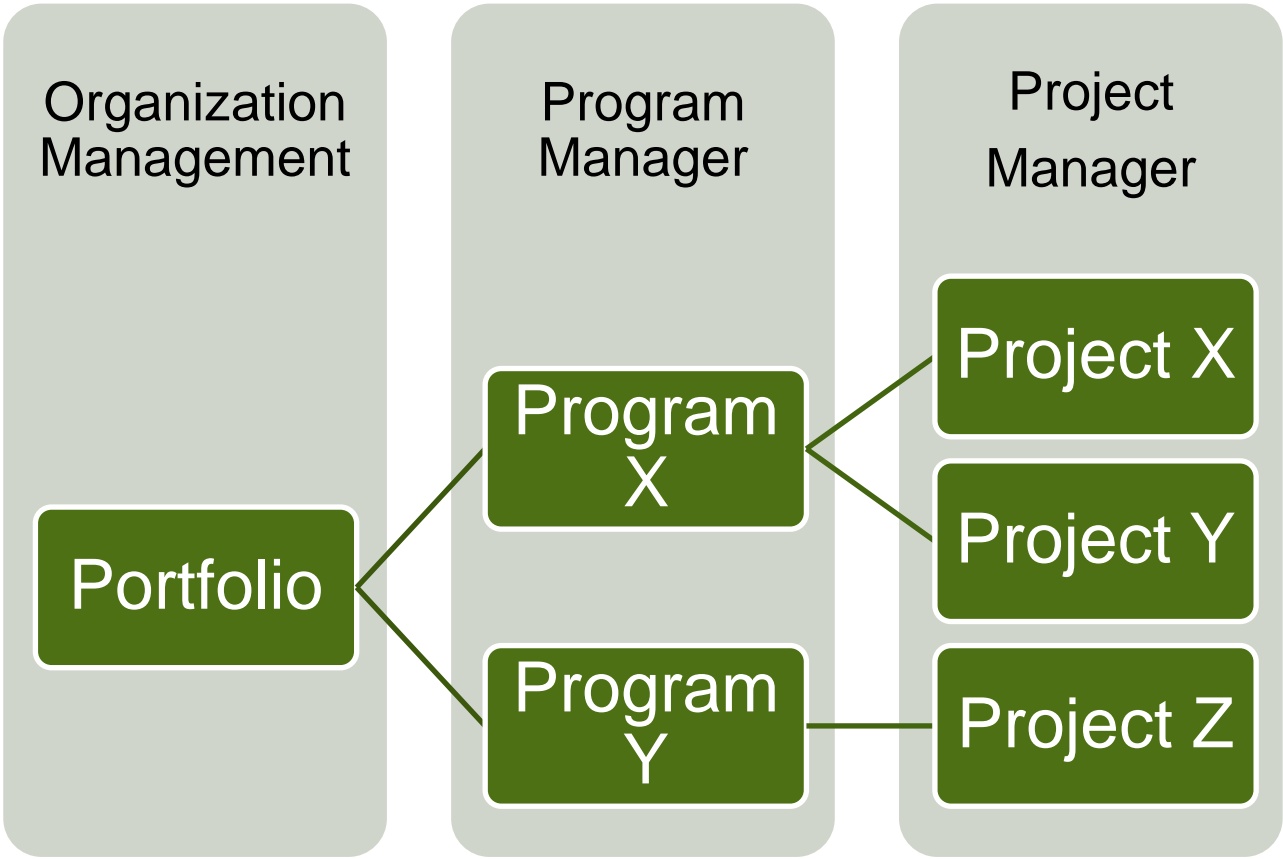 Organization
Management
Program
Manager
Project
Manager
Portfolio
Program
X
Program
Y
Project X
Project Y
Project Z